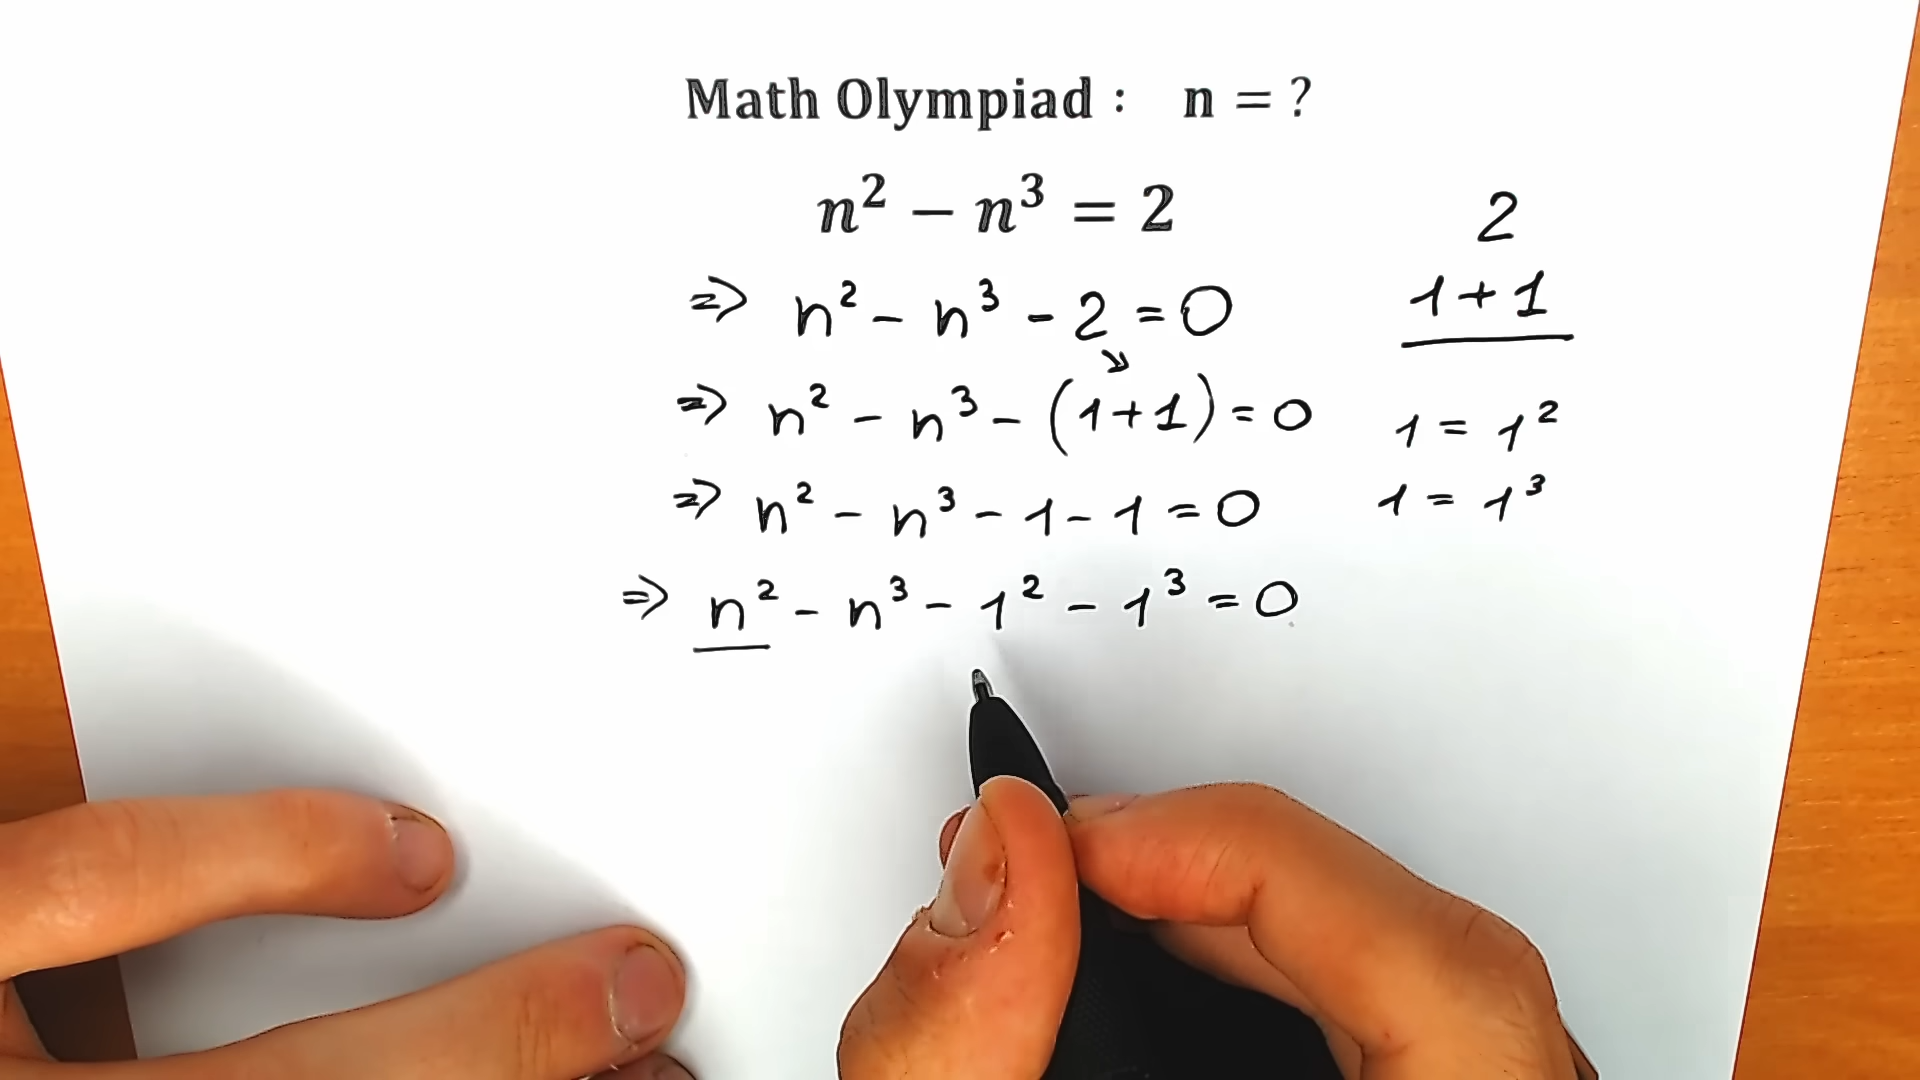 Math Olympiad : n = ?
n² − n³ = 2
⇒ n² − n³ − 2 = 0
⇒ n² − n³ − (1+1) = 0
⇒ n² − n³ − 1 − 1 = 0
⇒ n² − n³ − 1² − 1³ = 0
2
1+1
1 = 1²
1 = 1³